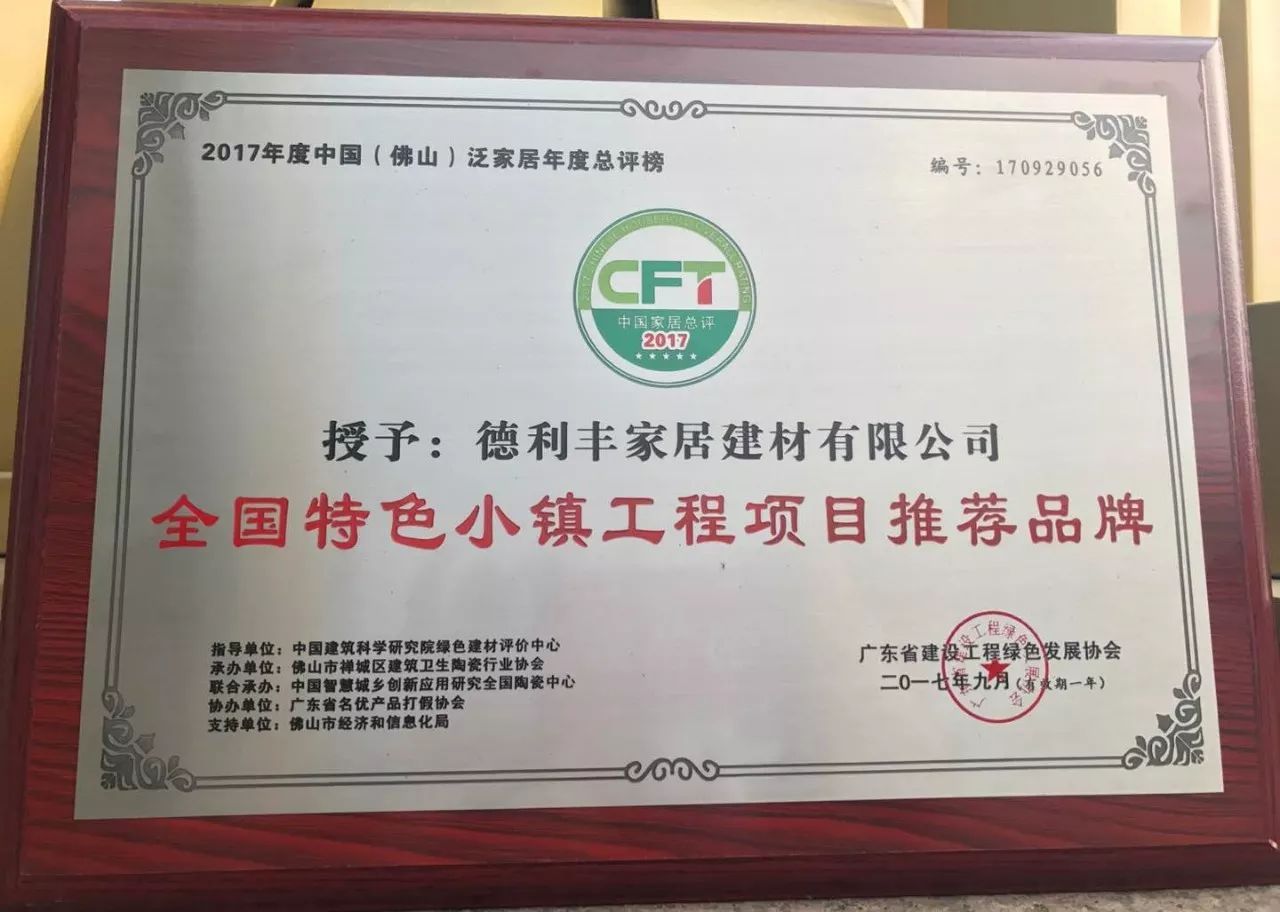 2017年度中国（佛山）泛家居年度总评榜
编号：170929056
CFT
中国家居总评
2017
授予：德利丰家居建材有限公司
全国特色小镇工程项目推荐品牌
指导单位：中国建筑科学研究院绿色建材评价中心
承办单位：佛山市禅城区建筑卫生陶瓷行业协会
联合承办：中国智慧城乡创新应用研究全国陶瓷中心
协办单位：广东省名优产品打假协会
支持单位：佛山市经济和信息化局
广东省建设工程绿色发展协会
二〇一七年九月（有效期一年）